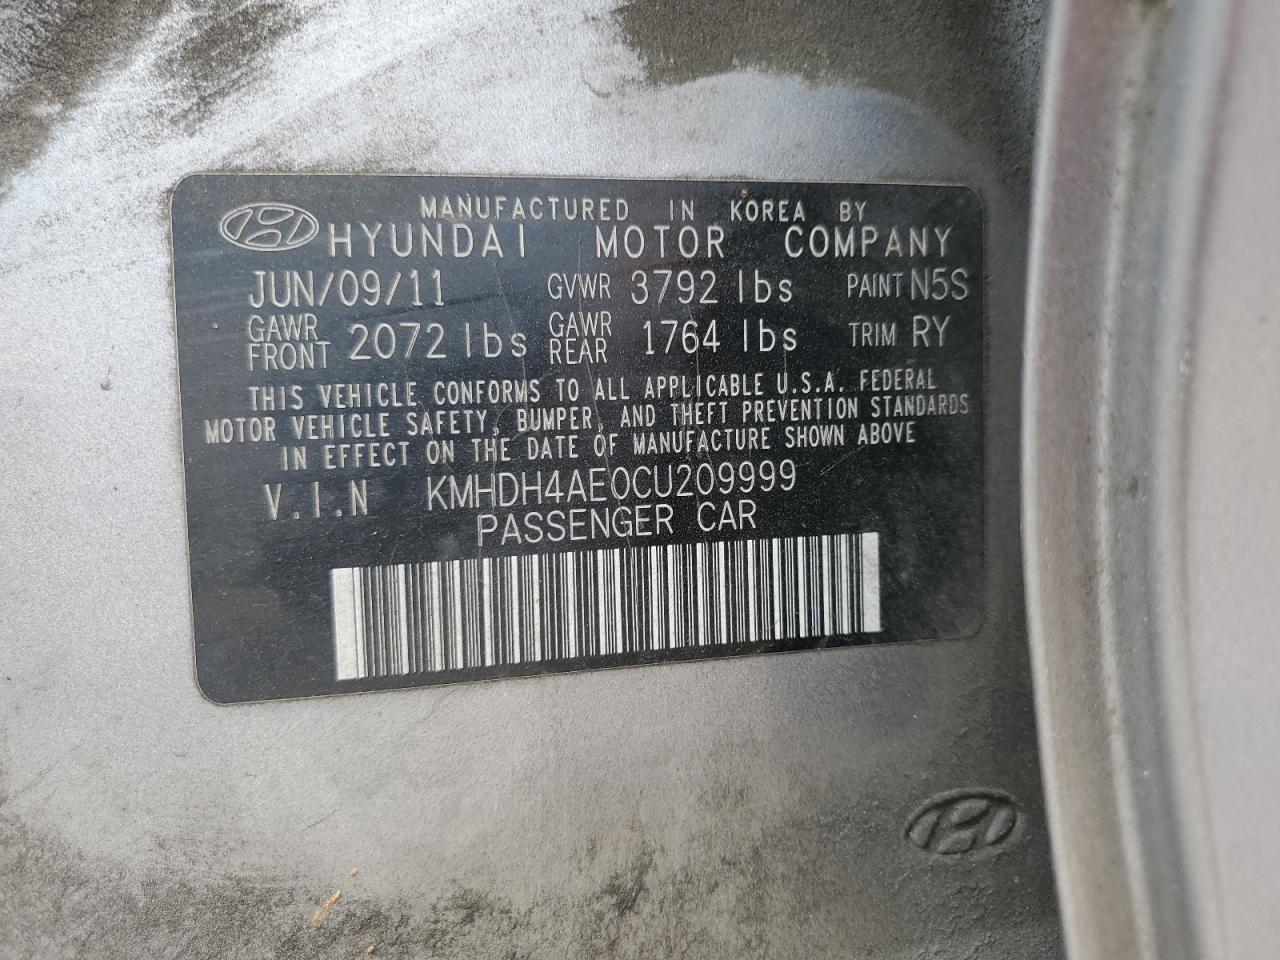 MANUFACTURED IN KOREA BY
HYUNDAI MOTOR COMPANY
JUN/09/11 GVWR 3792 lbs PAINT N5S
GAWR FRONT 2072 lbs GAWR REAR 1764 lbs TRIM RY
THIS VEHICLE CONFORMS TO ALL APPLICABLE U.S.A. FEDERAL
MOTOR VEHICLE SAFETY, BUMPER, AND THEFT PREVENTION STANDARDS
IN EFFECT ON THE DATE OF MANUFACTURE SHOWN ABOVE
V.I.N KMHDH4AE0CU209999
PASSENGER CAR